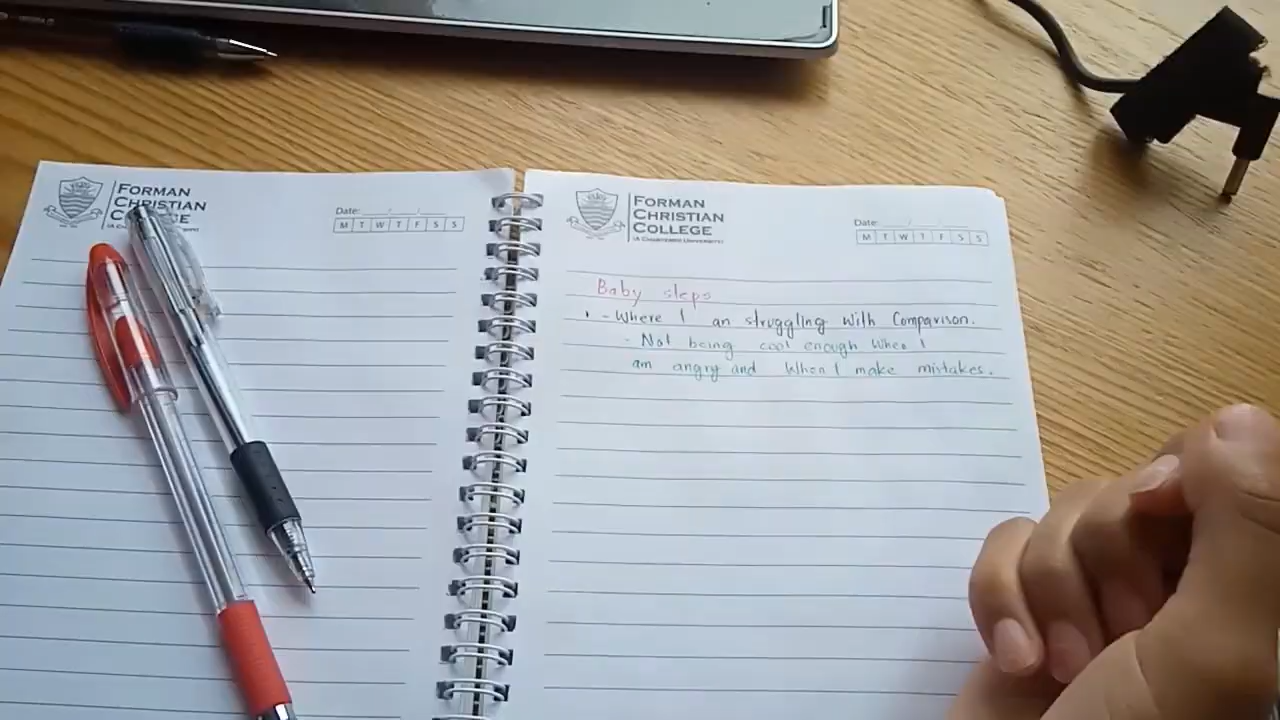 FORMAN
CHRISTIAN
COLLEGE
Date:
M T W T F S S
FORMAN
CHRISTIAN
COLLEGE
(A CHARTERED UNIVERSITY)
Date:
M T W T F S S
Baby steps
- Where I an struggling with Comparison.
- Not being cool enough When I
am angry and When I make mistakes.